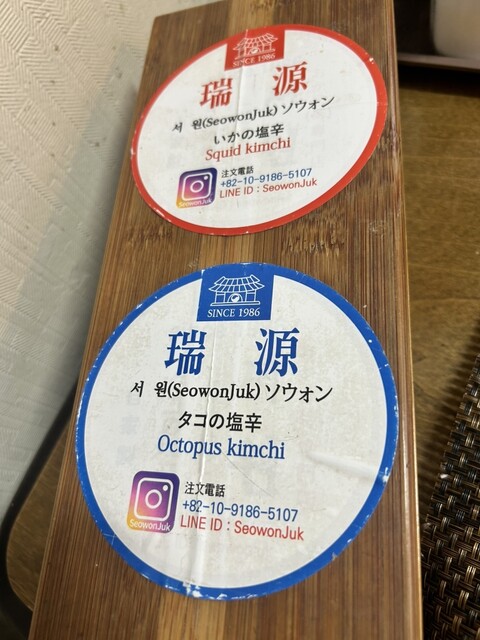 SINCE 1986
瑞 源
서 원(SeowonJuk) ソウォン
いかの塩辛
Squid kimchi
SeowonJuk
注文電話
+82-10-9186-5107
LINE ID : SeowonJuk
SINCE 1986
瑞 源
서 원(SeowonJuk) ソウォン
タコの塩辛
Octopus kimchi
SeowonJuk
注文電話
+82-10-9186-5107
LINE ID : SeowonJuk